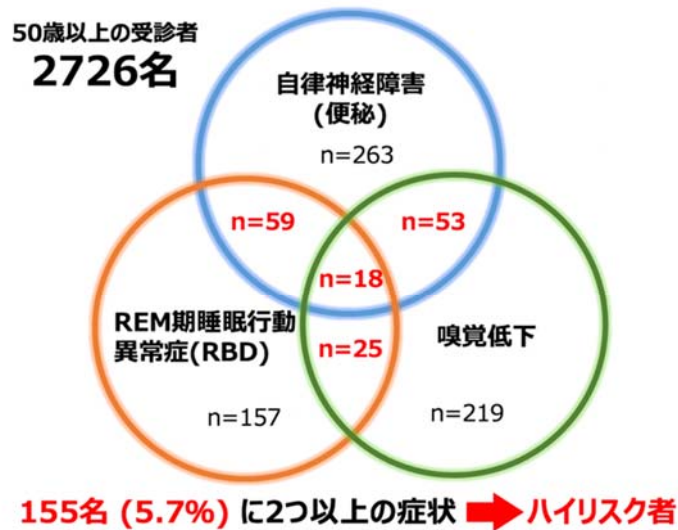 50歳以上の受診者
2726名
自律神経障害
(便秘)
n=263
n=59
n=53
n=18
REM期睡眠行動
異常症(RBD)
n=25
嗅覚低下
n=157
n=219
155名 (5.7%) に2つ以上の症状 ➡ ハイリスク者